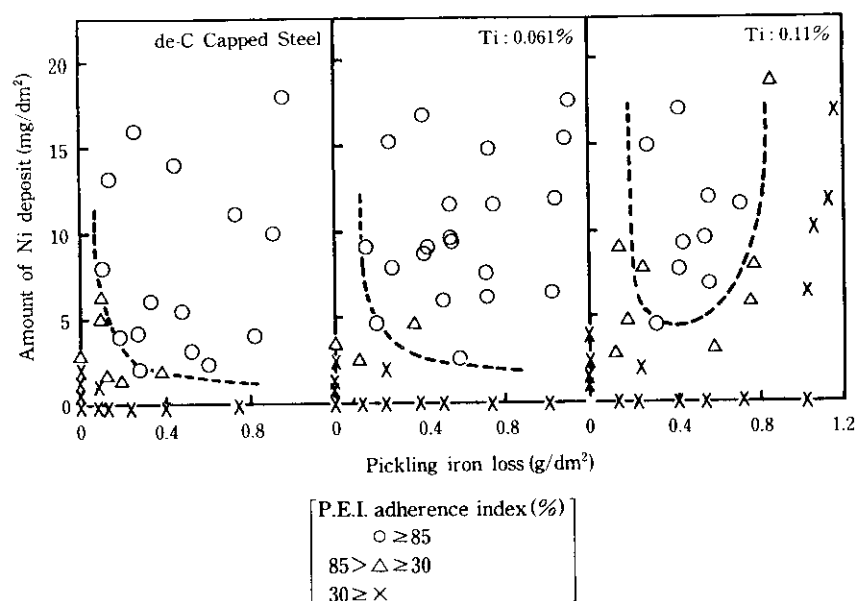 de-C Capped Steel
Ti : 0.061%
Ti : 0.11%
Amount of Ni deposit (mg/dm²)
20
15
10
5
0
0 0.4 0.8
0 0.4 0.8
0 0.4 0.8 1.2
Pickling iron loss (g/dm²)
P.E.I. adherence index (%)
○ ≥85
85> △ ≥30
30≥ ×